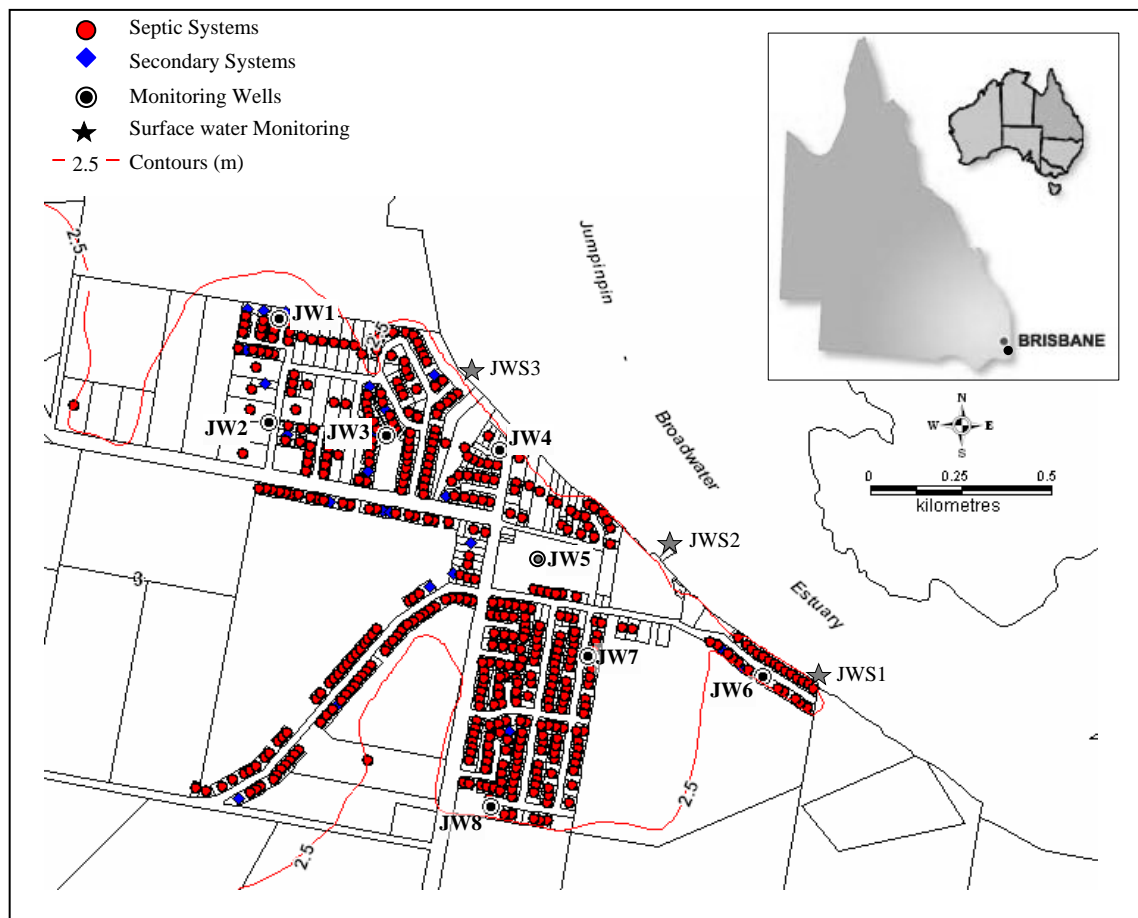 Septic Systems
Secondary Systems
Monitoring Wells
Surface water Monitoring
2.5 Contours (m)
BRISBANE
N
W E
S
0 0.25 0.5
kilometres
Jumpinpin
Broadwater
Estuary
2.5
JW1
2.5
JWS3
JW2
JW3
JW4
JWS2
JW5
3
JW7
JW6
JWS1
2.5
JW8
2.5